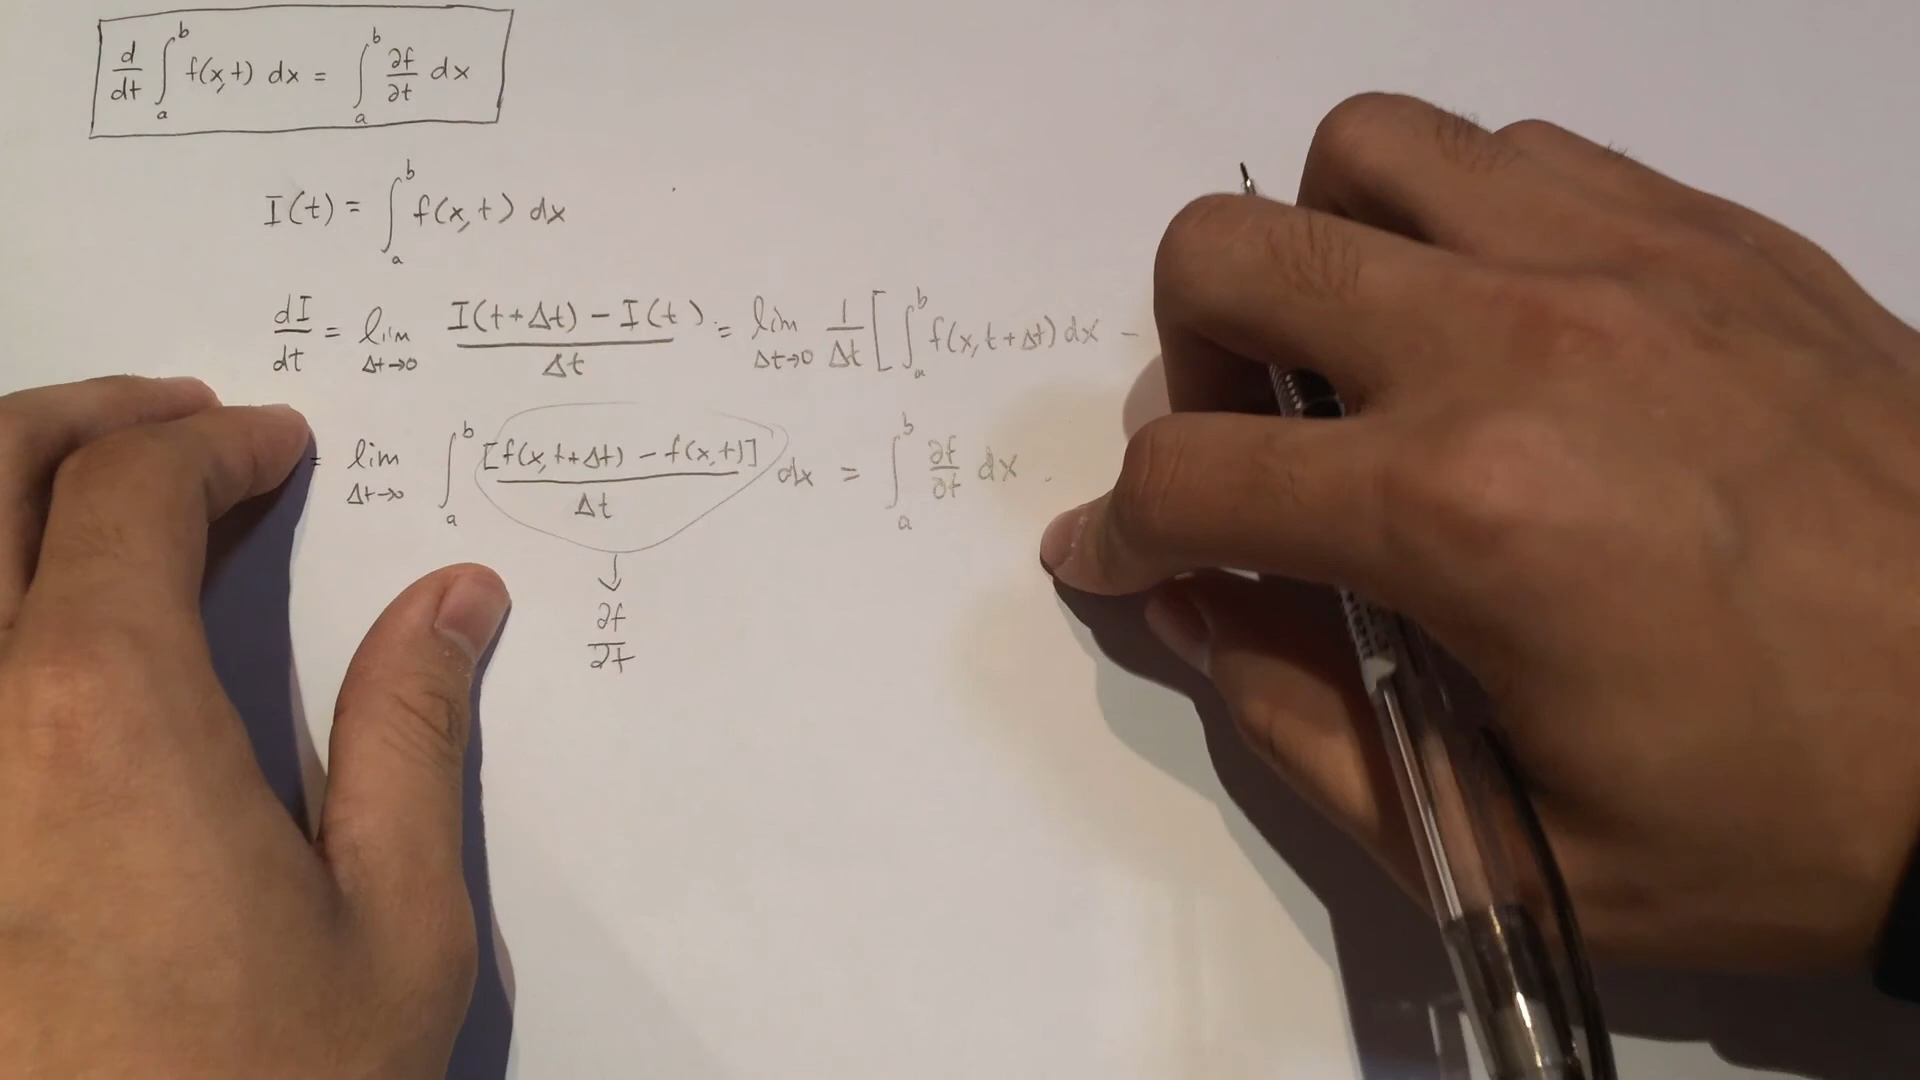 d/dt ∫_a^b f(x,t) dx = ∫_a^b ∂f/∂t dx
I(t) = ∫_a^b f(x,t) dx
dI/dt = lim_{Δt→0} (I(t+Δt) − I(t))/Δt = lim_{Δt→0} 1/Δt [∫_a^b f(x,t+Δt) dx −
= lim_{Δt→0} ∫_a^b [f(x,t+Δt) − f(x,t)]/Δt dx = ∫_a^b ∂f/∂t dx .
↓
∂f/∂t